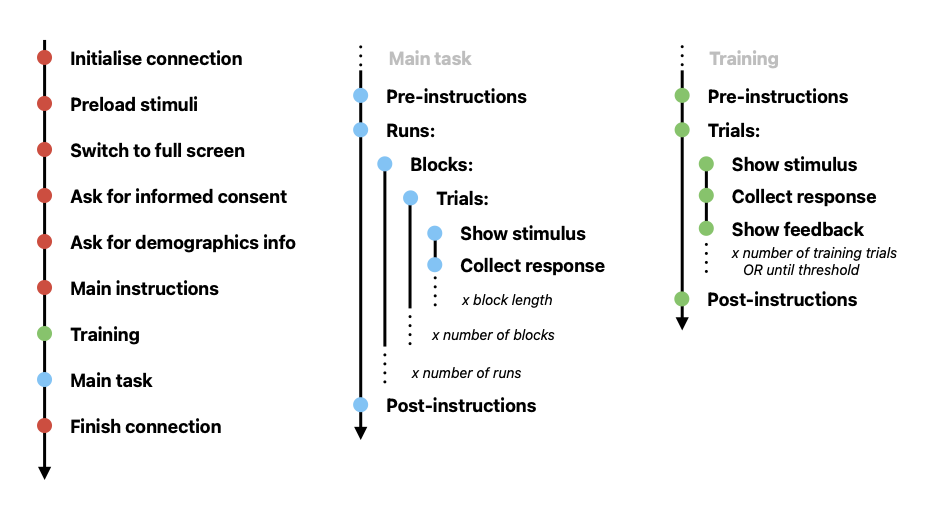 Initialise connection
Preload stimuli
Switch to full screen
Ask for informed consent
Ask for demographics info
Main instructions
Training
Main task
Finish connection
Main task
Pre-instructions
Runs:
Blocks:
Trials:
Show stimulus
Collect response
x block length
x number of blocks
x number of runs
Post-instructions
Training
Pre-instructions
Trials:
Show stimulus
Collect response
Show feedback
x number of training trials
OR until threshold
Post-instructions